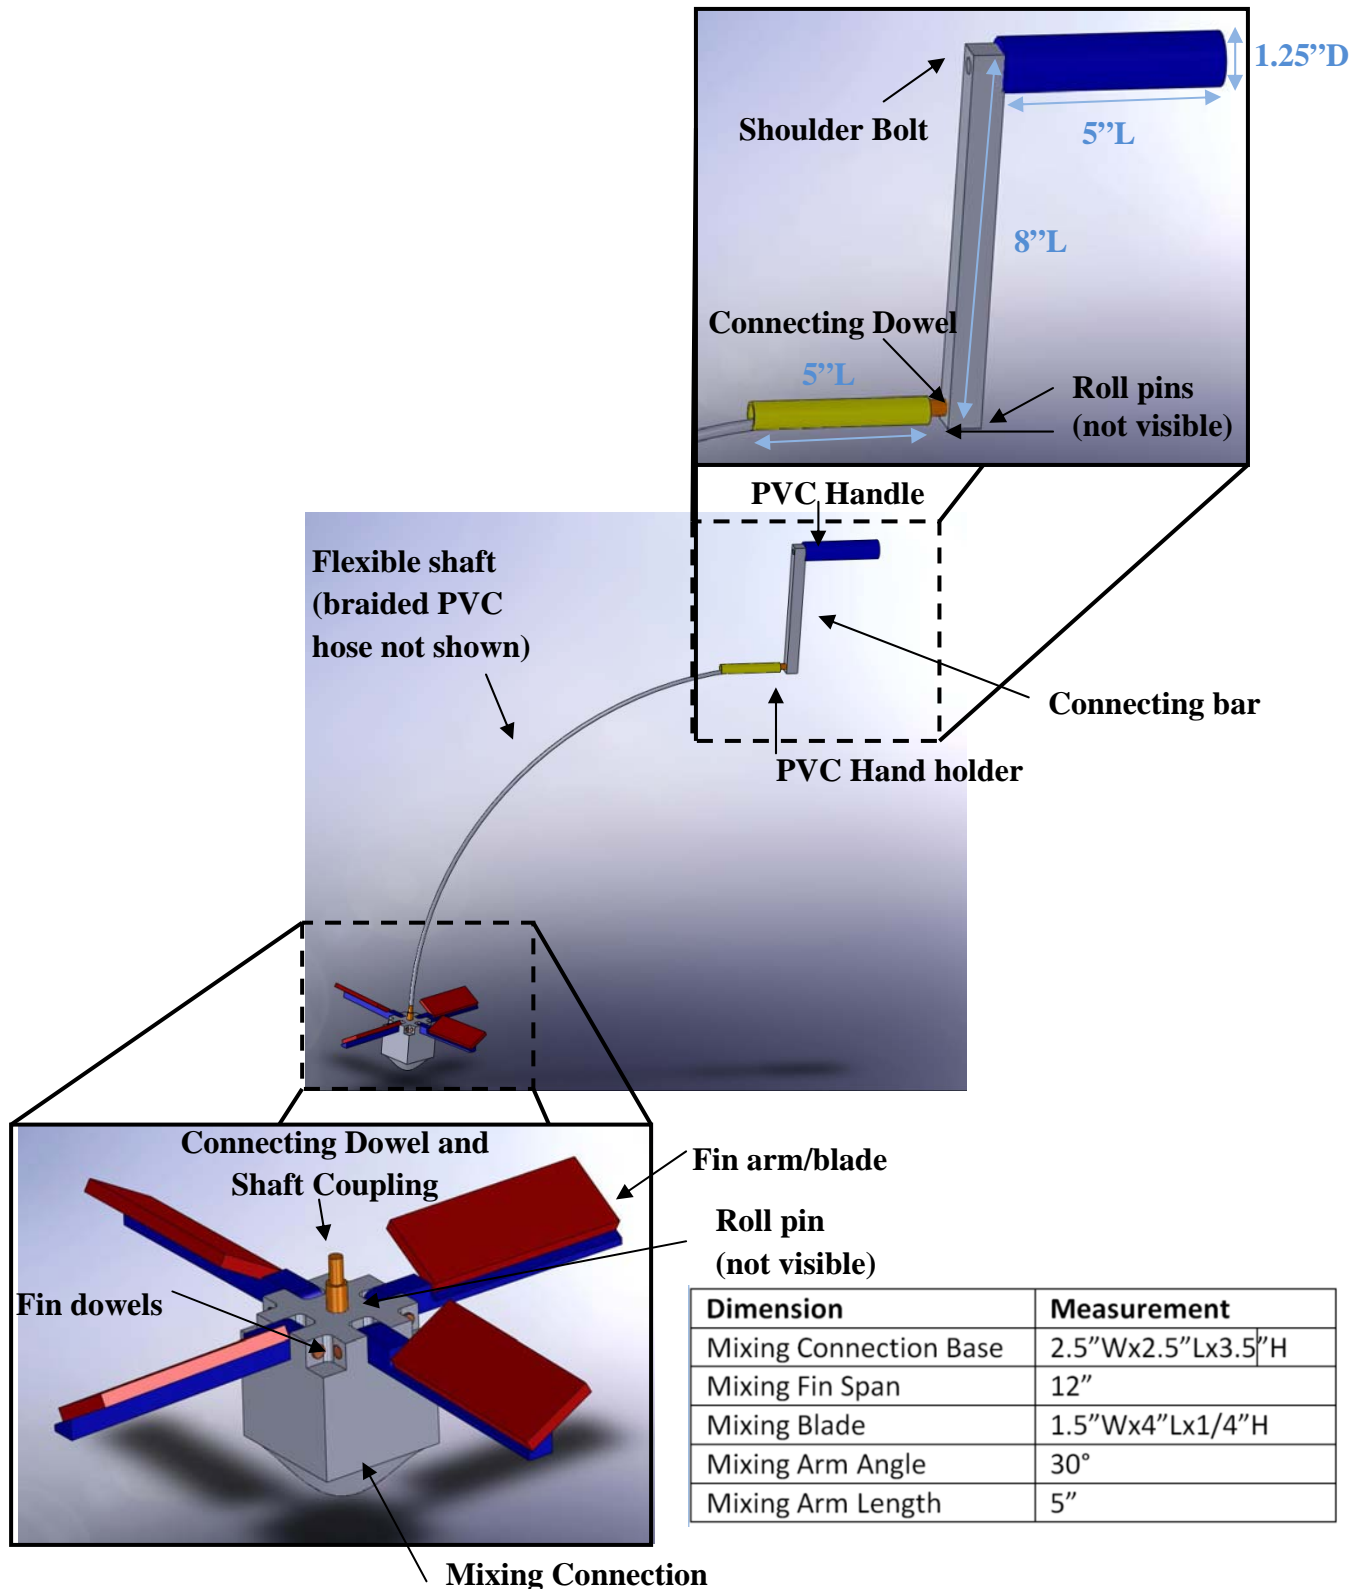 1.25”D
Shoulder Bolt
5”L
8”L
Connecting Dowel
5”L
Roll pins
(not visible)
PVC Handle
Flexible shaft
(braided PVC
hose not shown)
Connecting bar
PVC Hand holder
Connecting Dowel and
Shaft Coupling
Fin arm/blade
Roll pin
(not visible)
Fin dowels
Dimension Measurement
Mixing Connection Base 2.5”Wx2.5”Lx3.5”H
Mixing Fin Span 12”
Mixing Blade 1.5”Wx4”Lx1/4”H
Mixing Arm Angle 30°
Mixing Arm Length 5”
Mixing Connection